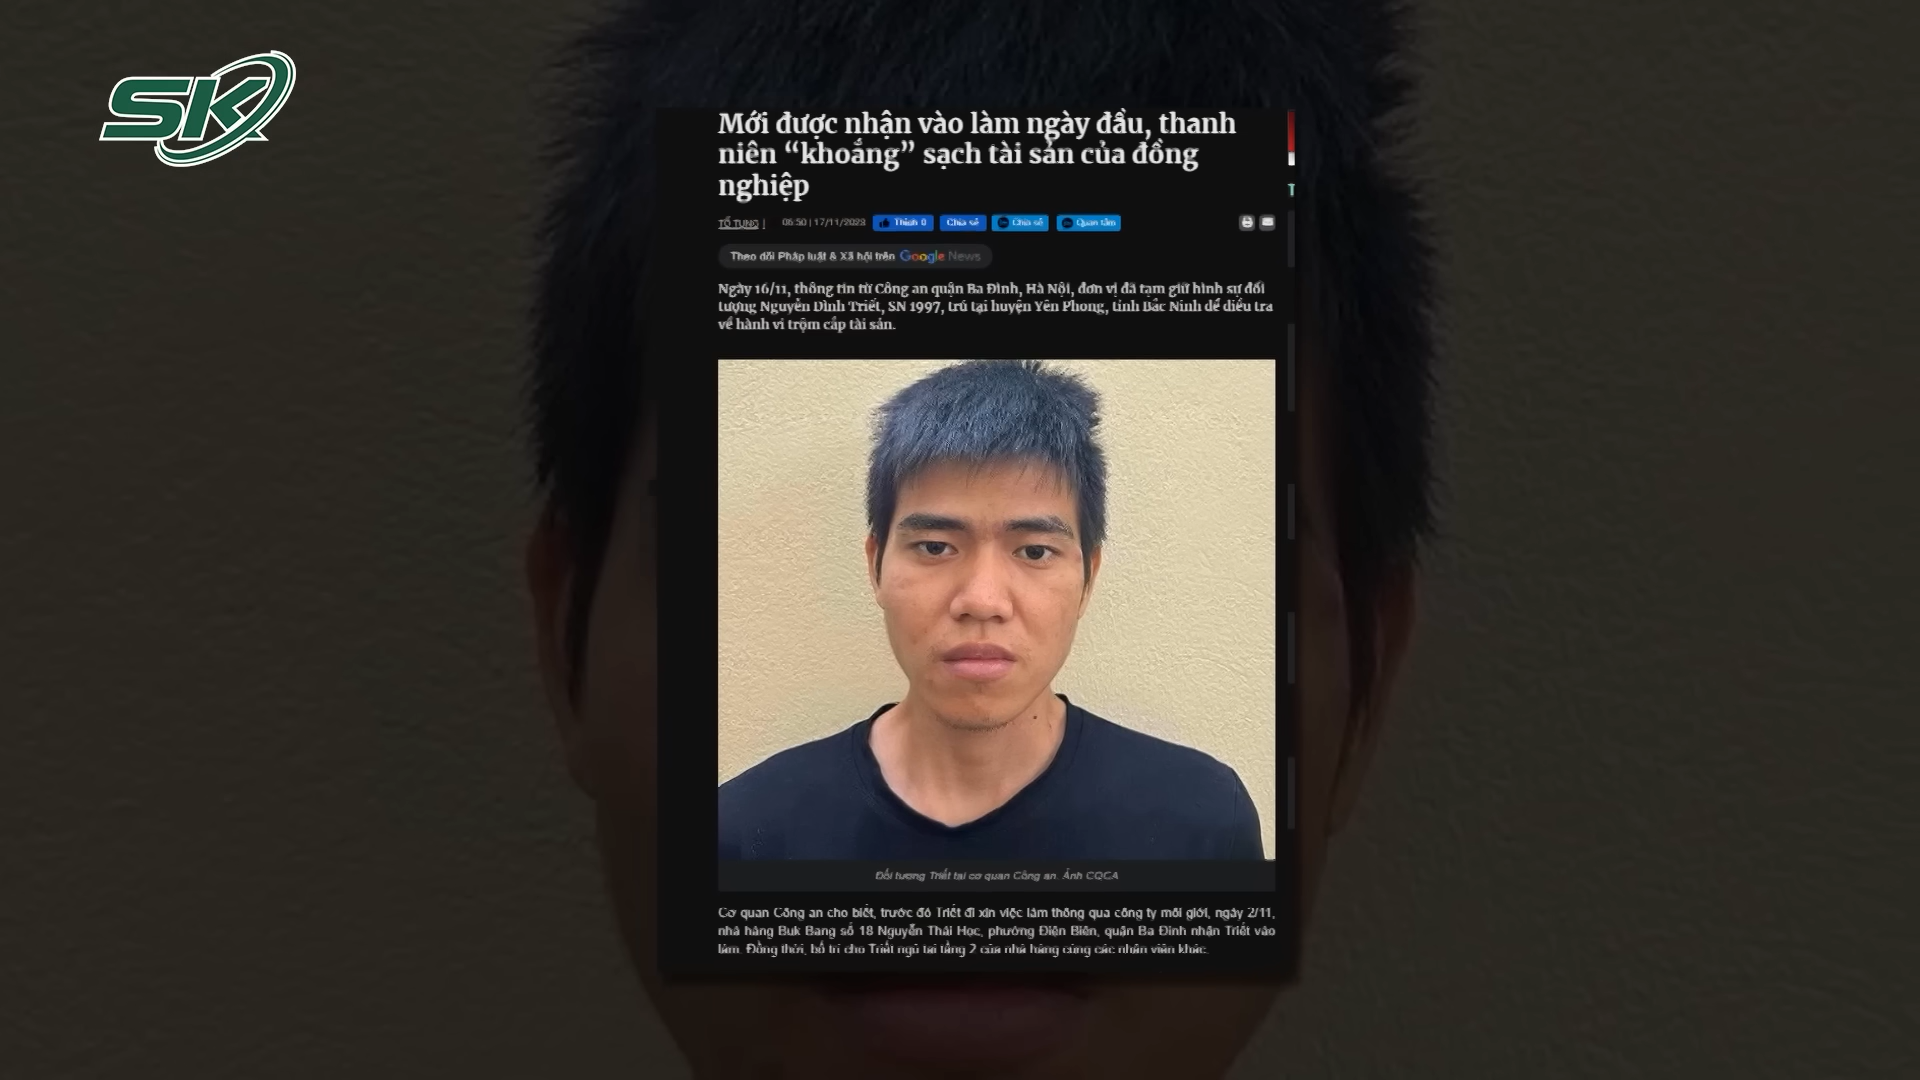 SK
Mới được nhận vào làm ngày đầu, thanh
niên “khoắng” sạch tài sản của đồng
nghiệp
TỐ TỤNG | 06:50 | 17/11/2023 Thích 0 Chia sẻ Chia sẻ Quan tâm
Theo dõi Pháp luật & Xã hội trên Google News
Ngày 16/11, thông tin từ Công an quận Ba Đình, Hà Nội, đơn vị đã tạm giữ hình sự đối
tượng Nguyễn Đình Triết, SN 1997, trú tại huyện Yên Phong, tỉnh Bắc Ninh để điều tra
về hành vi trộm cắp tài sản.
Đối tượng Triết tại cơ quan Công an. Ảnh CQCA
Cơ quan Công an cho biết, trước đó Triết đi xin việc làm thông qua công ty môi giới, ngày 2/11,
nhà hàng Buk Bang số 18 Nguyễn Thái Học, phường Điện Biên, quận Ba Đình nhận Triết vào
làm. Đồng thời, bố trí cho Triết ngủ tại tầng 2 của nhà hàng cùng các nhân viên khác.